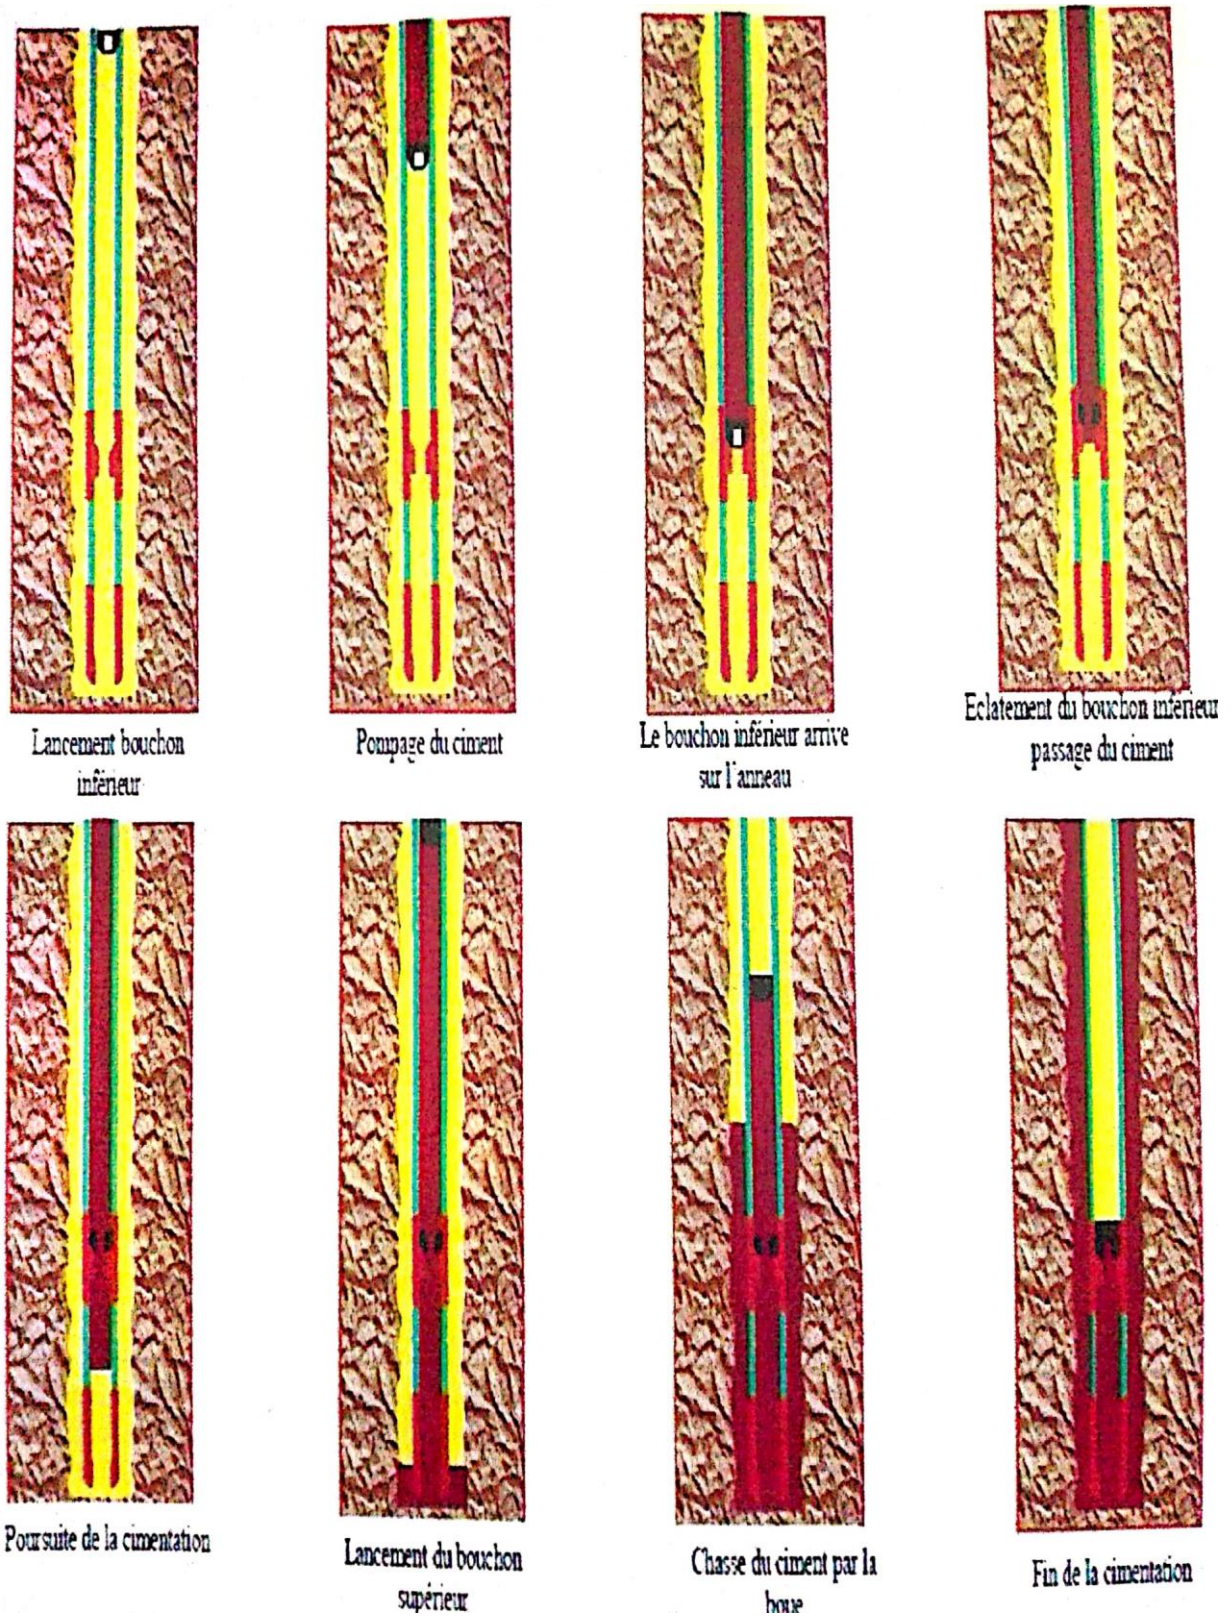 Lancement bouchon
inférieur
Pompage du ciment
Le bouchon inférieur arrive
sur l'anneau
Eclatement du bouchon inférieur
passage du ciment
Poursuite de la cimentation
Lancement du bouchon
supérieur
Chasse du ciment par la
boue
Fin de la cimentation